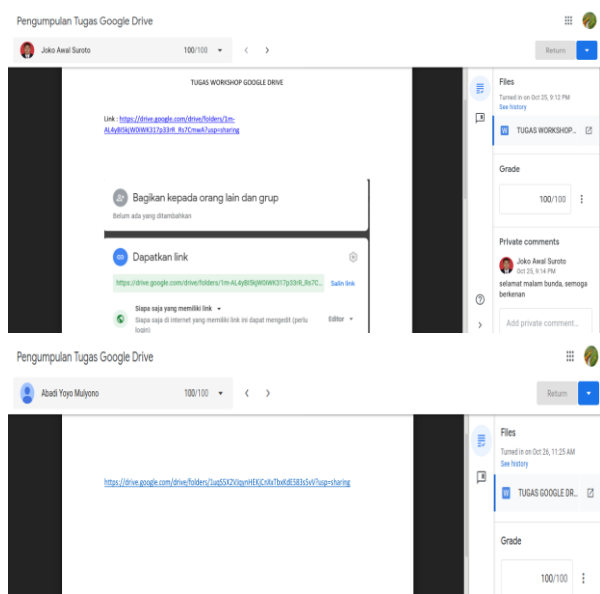 Pengumpulan Tugas Google Drive
Joko Awal Suroto
100/100
Return
TUGAS WORKSHOP GOOGLE DRIVE
Link : https://drive.google.com/drive/folders/1m-
Bagikan kepada orang lain dan grup
Belum ada yang ditambahkan
Dapatkan link
Salin link
Siapa saja yang memiliki link
Siapa saja di internet yang memiliki link ini dapat mengedit (perlu
login)
Editor
Files
Turned in on Oct 25, 9:12 PM
See history
TUGAS WORKSHOP...
Grade
100/100
Private comments
Joko Awal Suroto
Oct 25, 9:14 PM
selamat malam bunda, semoga
berkenan
Add private comment...
Pengumpulan Tugas Google Drive
Abadi Yoyo Mulyono
100/100
Return
Files
Turned in on Oct 26, 11:25 AM
See history
TUGAS GOOGLE DR...
Grade
100/100